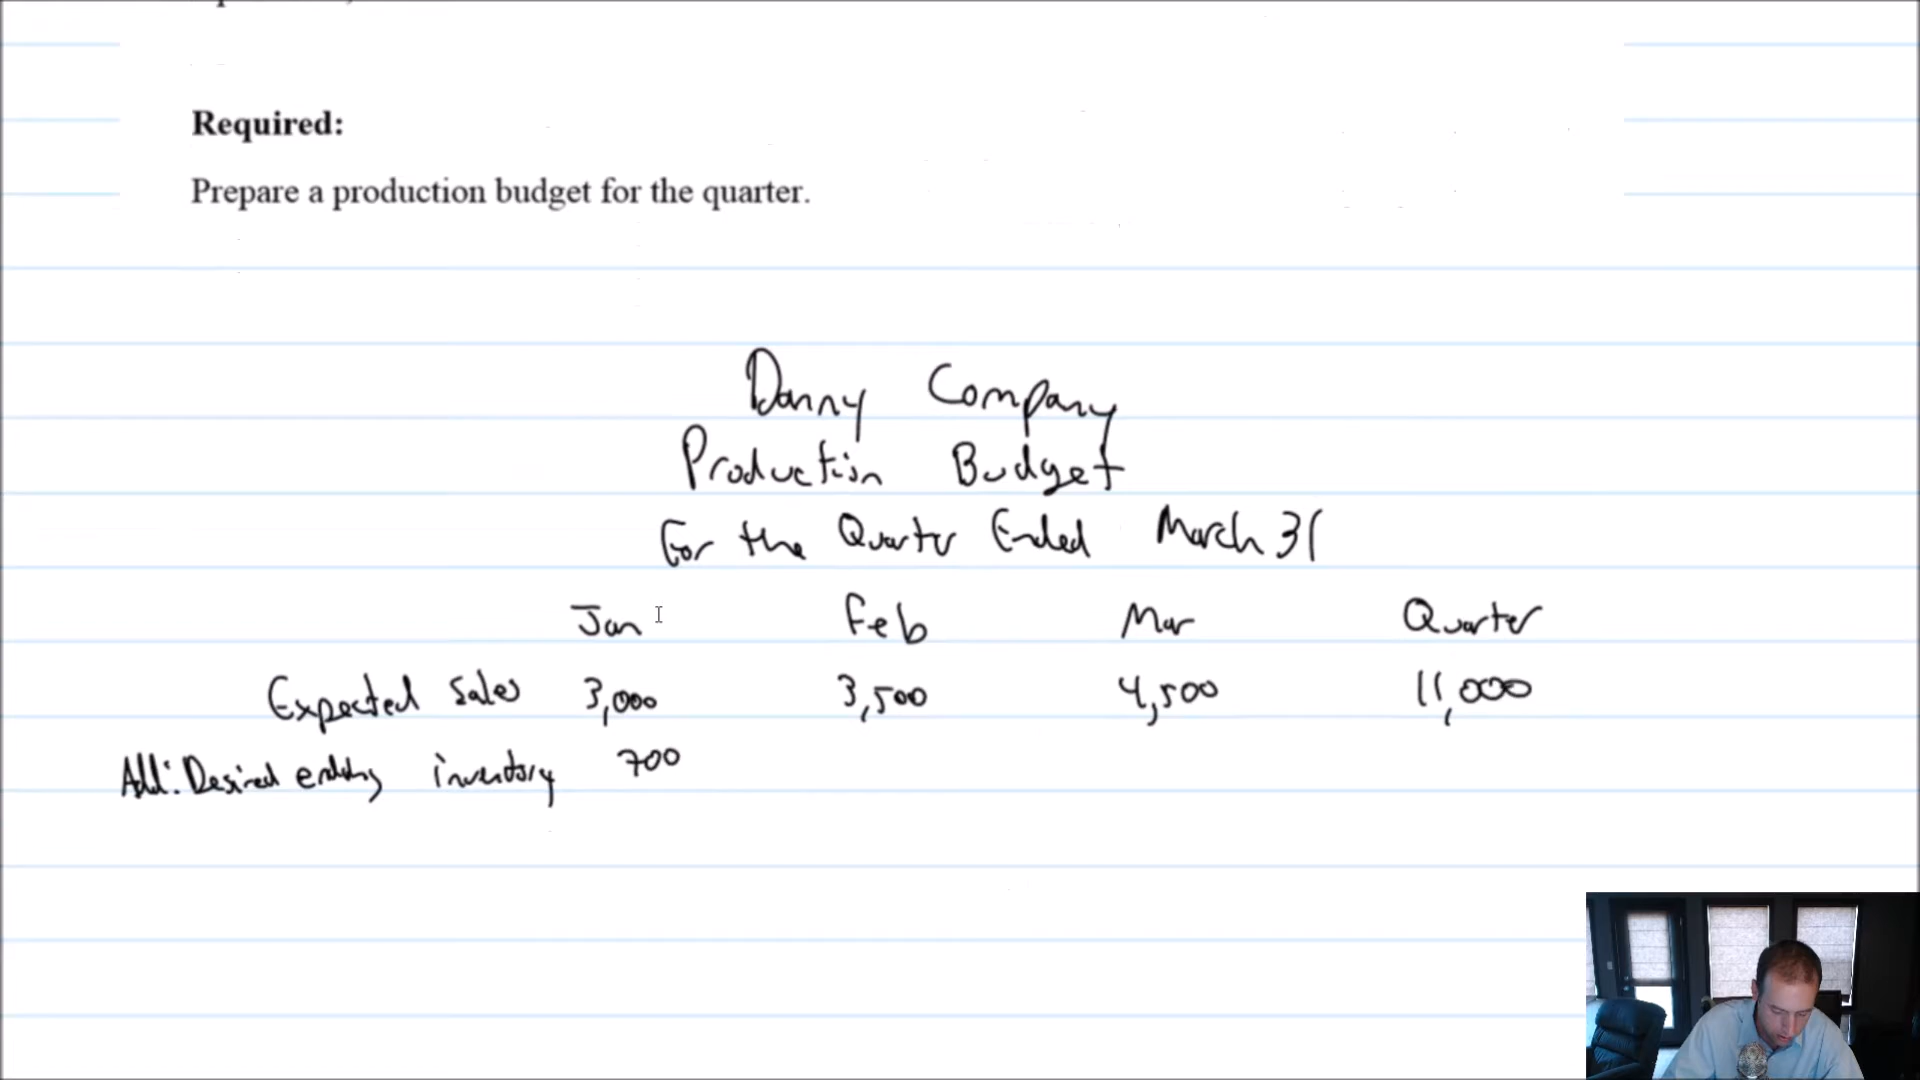 Required:
Prepare a production budget for the quarter.
Danny Company
Production Budget
For the Quarter Ended March 31
Jan Feb Mar Quarter
Expected Sales 3,000 3,500 4,500 11,000
Add: Desired ending inventory 700